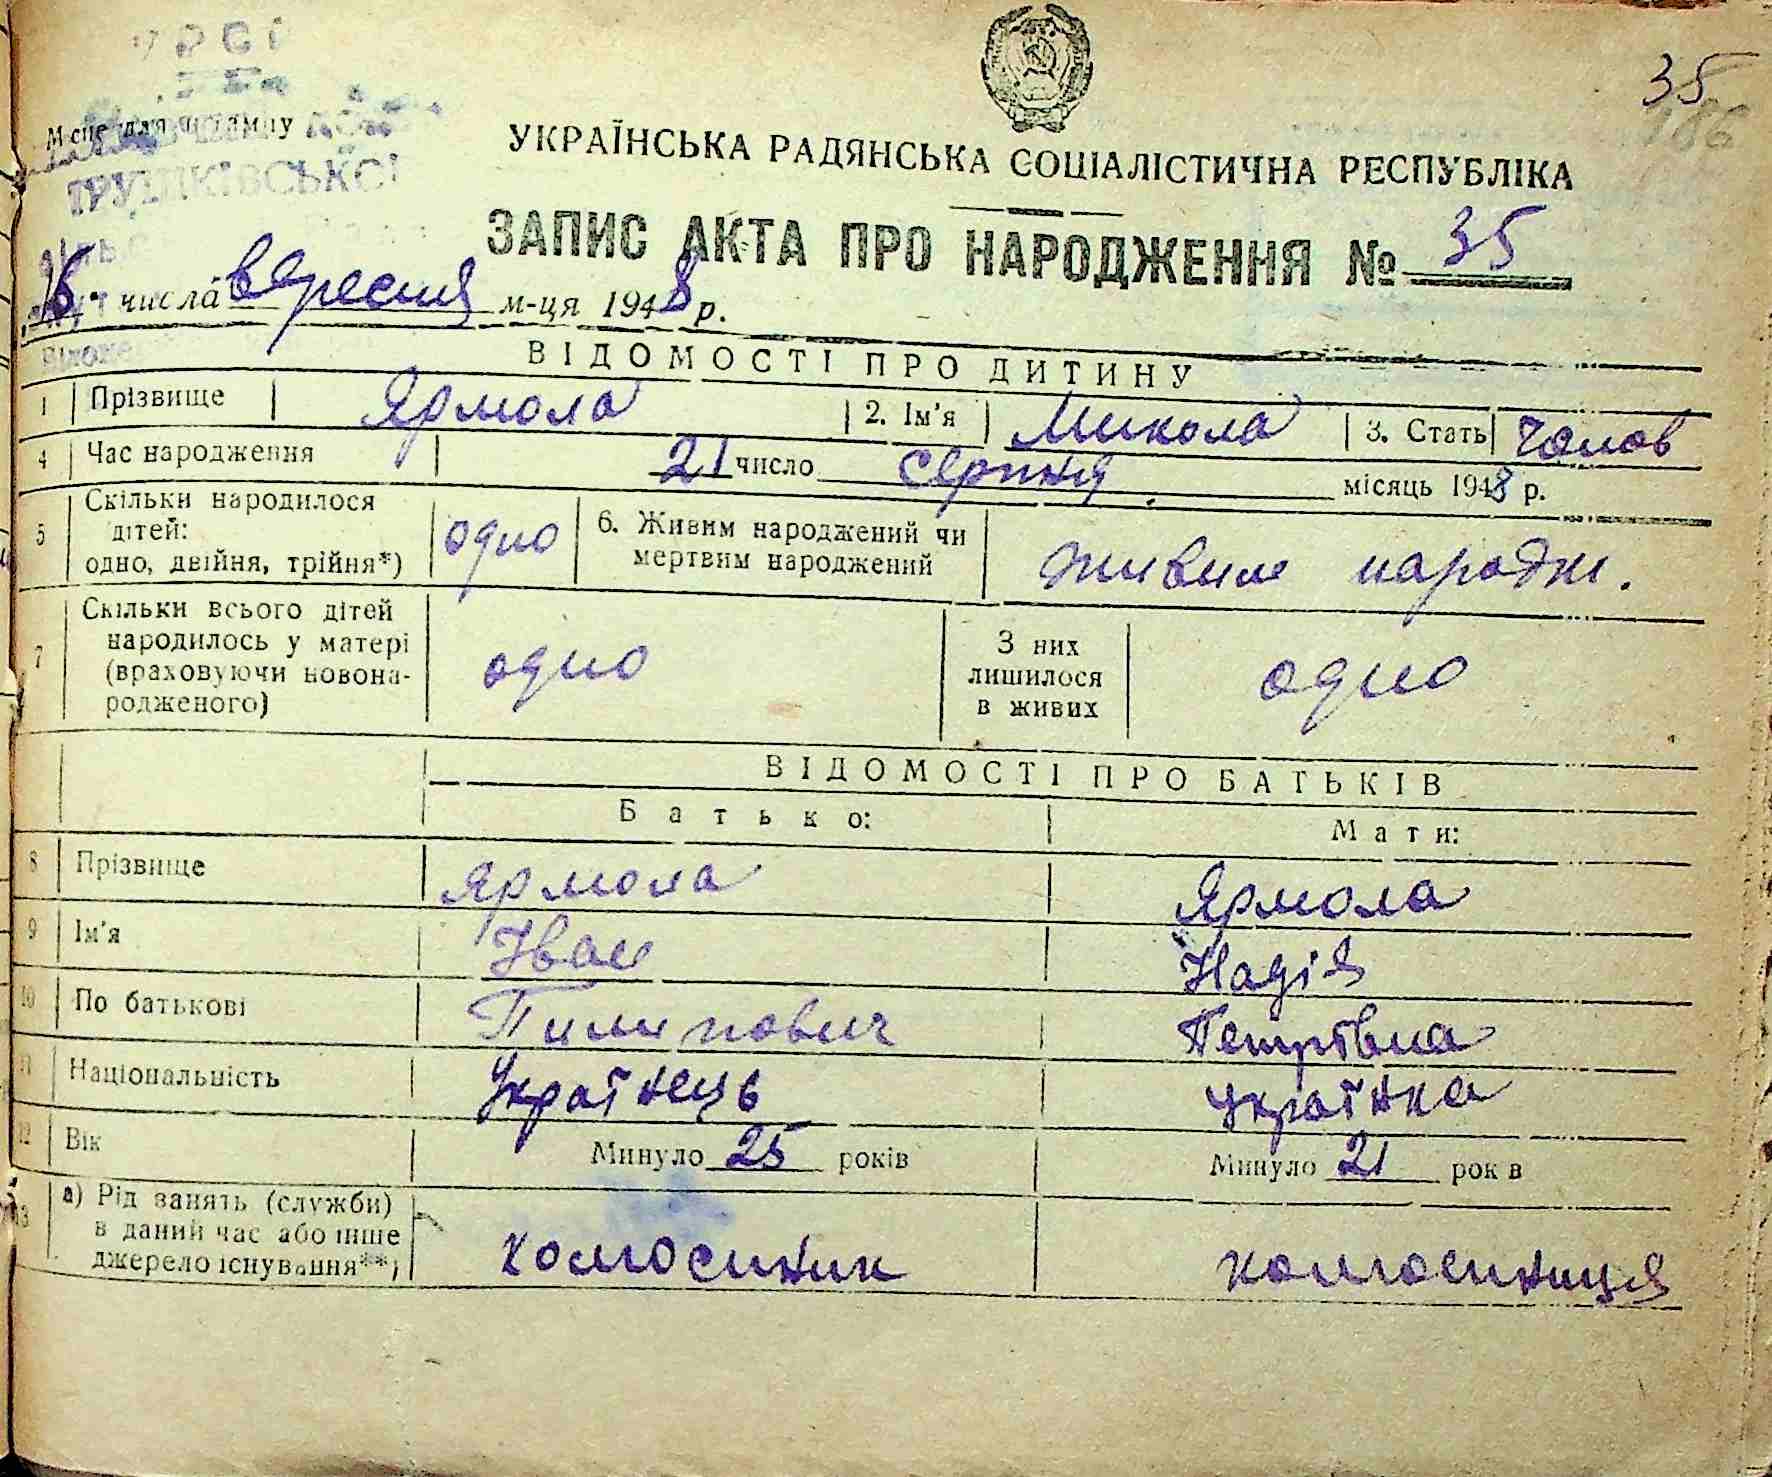 35
106
Місце для штампу
УКРАЇНСЬКА РАДЯНСЬКА СОЦІАЛІСТИЧНА РЕСПУБЛІКА
ЗАПИС АКТА ПРО НАРОДЖЕННЯ № 35
числа вересня м-ця 1948 р.
ВІДОМОСТІ ПРО ДИТИНУ
1 Прізвище Ярмола 2. Ім'я Микола 3. Стать чолов
4 Час народження 21 число серпня місяць 1948 р.
5 Скільки народилося дітей: одно, двійня, трійня*) одно 6. Живим народжений чи мертвим народжений живим народж.
7 Скільки всього дітей народилось у матері (враховуючи новонародженого) одно З них лишилося в живих одно
ВІДОМОСТІ ПРО БАТЬКІВ
Батько: Мати:
8 Прізвище Ярмола Ярмола
9 Ім'я Іван Надія
10 По батькові Пилипович Петрівна
11 Національність Українець Українка
12 Вік Минуло 25 років Минуло 21 років
13 а) Рід занять (служби) в даний час або інше джерело існування**) колгоспник колгоспниця